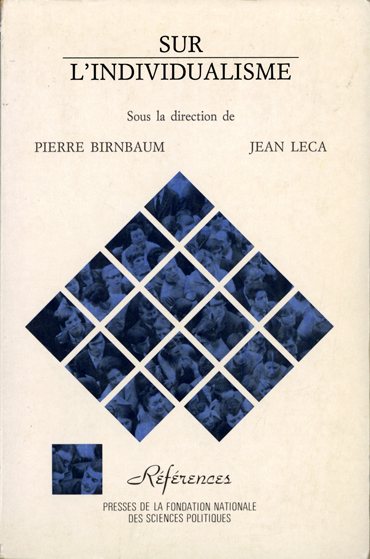 SUR
L'INDIVIDUALISME
Sous la direction de
PIERRE BIRNBAUM JEAN LECA
Références
PRESSES DE LA FONDATION NATIONALE
DES SCIENCES POLITIQUES